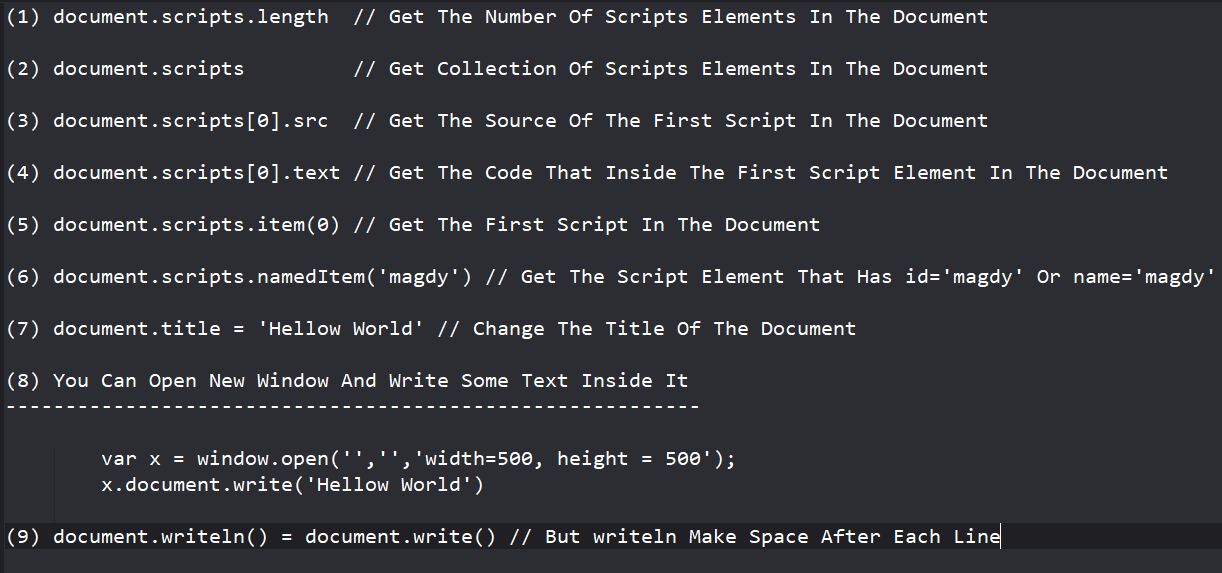 (1) document.scripts.length  // Get The Number Of Scripts Elements In The Document
(2) document.scripts         // Get Collection Of Scripts Elements In The Document
(3) document.scripts[0].src  // Get The Source Of The First Script In The Document
(4) document.scripts[0].text // Get The Code That Inside The First Script Element In The Document
(5) document.scripts.item(0) // Get The First Script In The Document
(6) document.scripts.namedItem('magdy') // Get The Script Element That Has id='magdy' Or name='magdy'
(7) document.title = 'Hellow World' // Change The Title Of The Document
(8) You Can Open New Window And Write Some Text Inside It
----------------------------------------------------------
        var x = window.open('','','width=500, height = 500');
        x.document.write('Hellow World')
(9) document.writeln() = document.write() // But writeln Make Space After Each Line